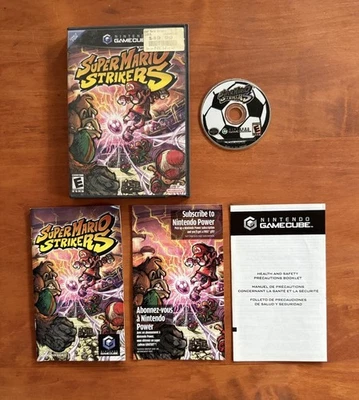 NINTENDO
GAMECUBE
SUPER MARIO
STRIKERS
E
STRIKERS
E
SUPER MARIO
STRIKERS
GAMECUBE
Subscribe to
Nintendo Power
Abonnez-vous
à Nintendo
Power
NINTENDO
GAMECUBE
HEALTH AND SAFETY
PRECAUTIONS BOOKLET
MANUEL DE PRÉCAUTIONS
CONCERNANT LA SANTÉ ET LA SÉCURITÉ
FOLLETO DE PRECAUCIONES
DE SALUD Y SEGURIDAD